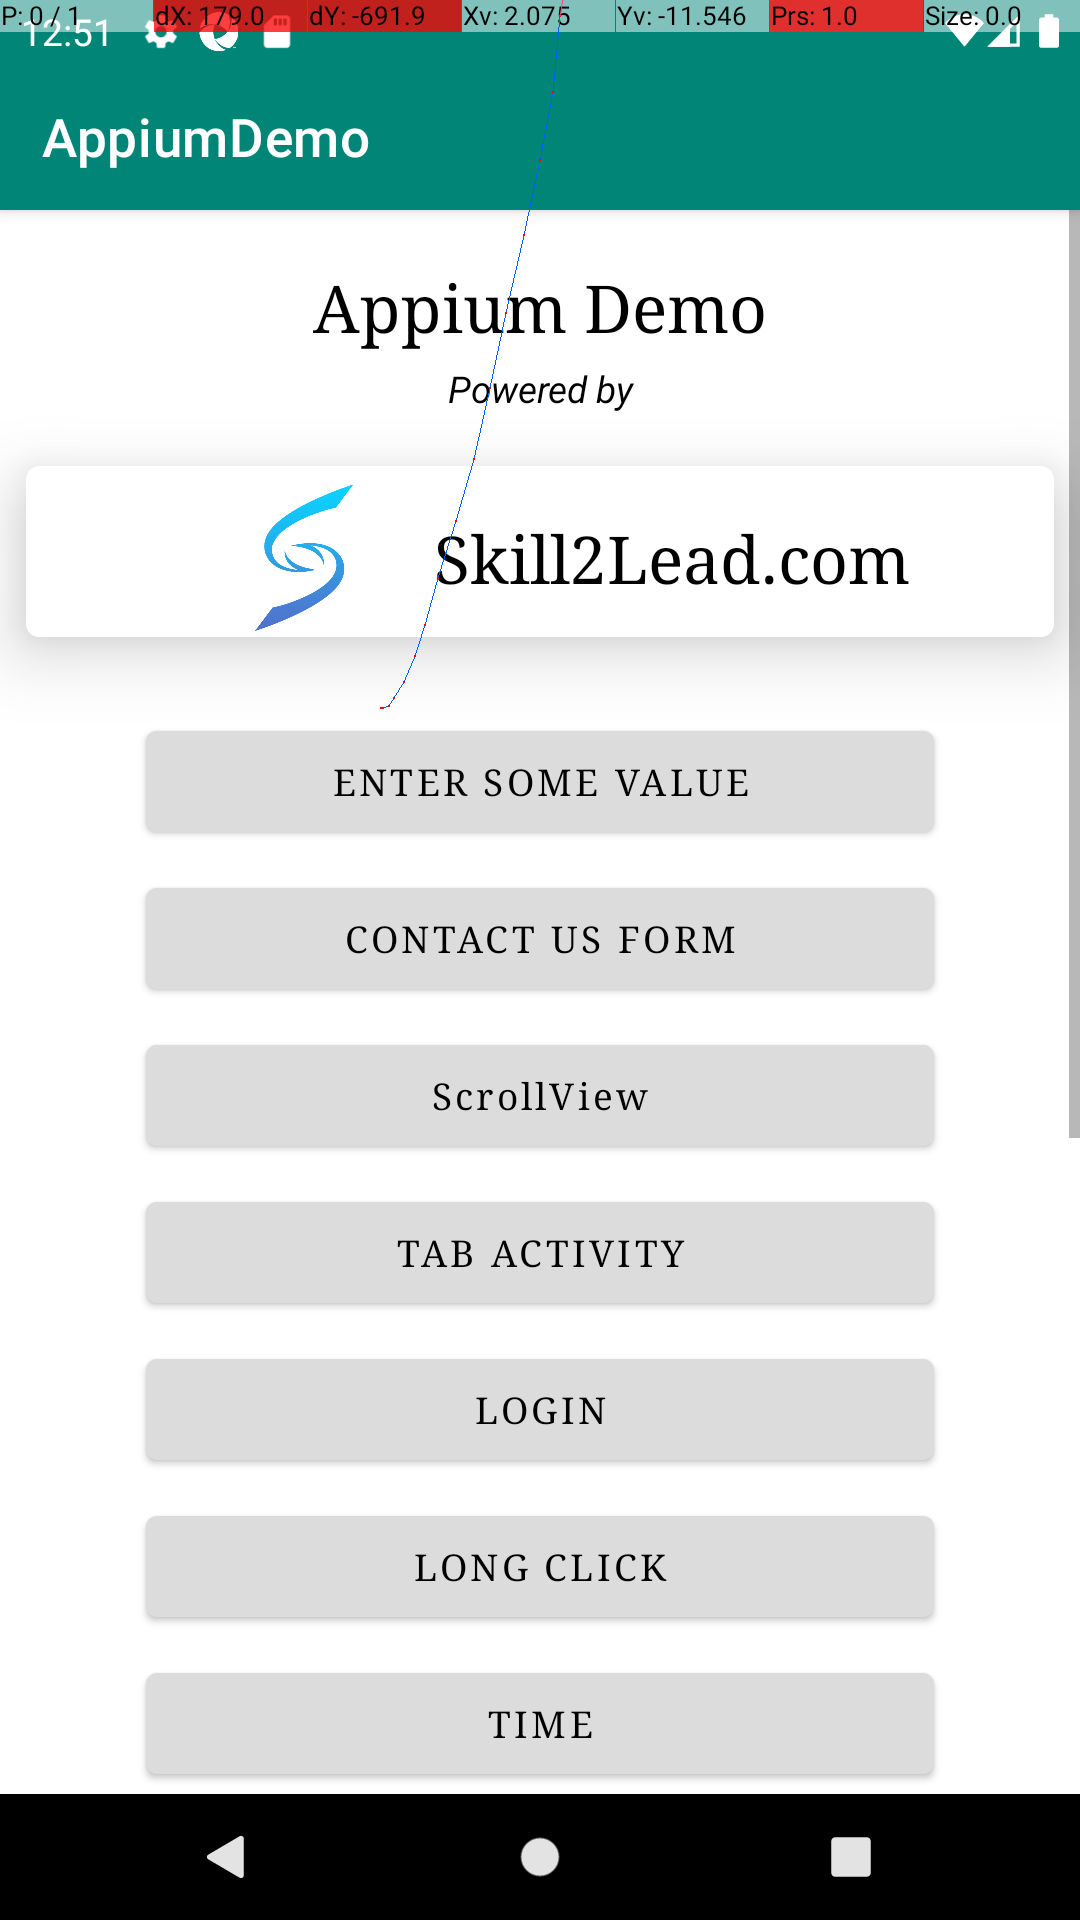 P: 0 / 1 dX: 179.0 dY: -691.9 Xv: 2.075 Yv: -11.546 Prs: 1.0 Size: 0.0
12:51
AppiumDemo
Appium Demo
Powered by
Skill2Lead.com
ENTER SOME VALUE
CONTACT US FORM
ScrollView
TAB ACTIVITY
LOGIN
LONG CLICK
TIME